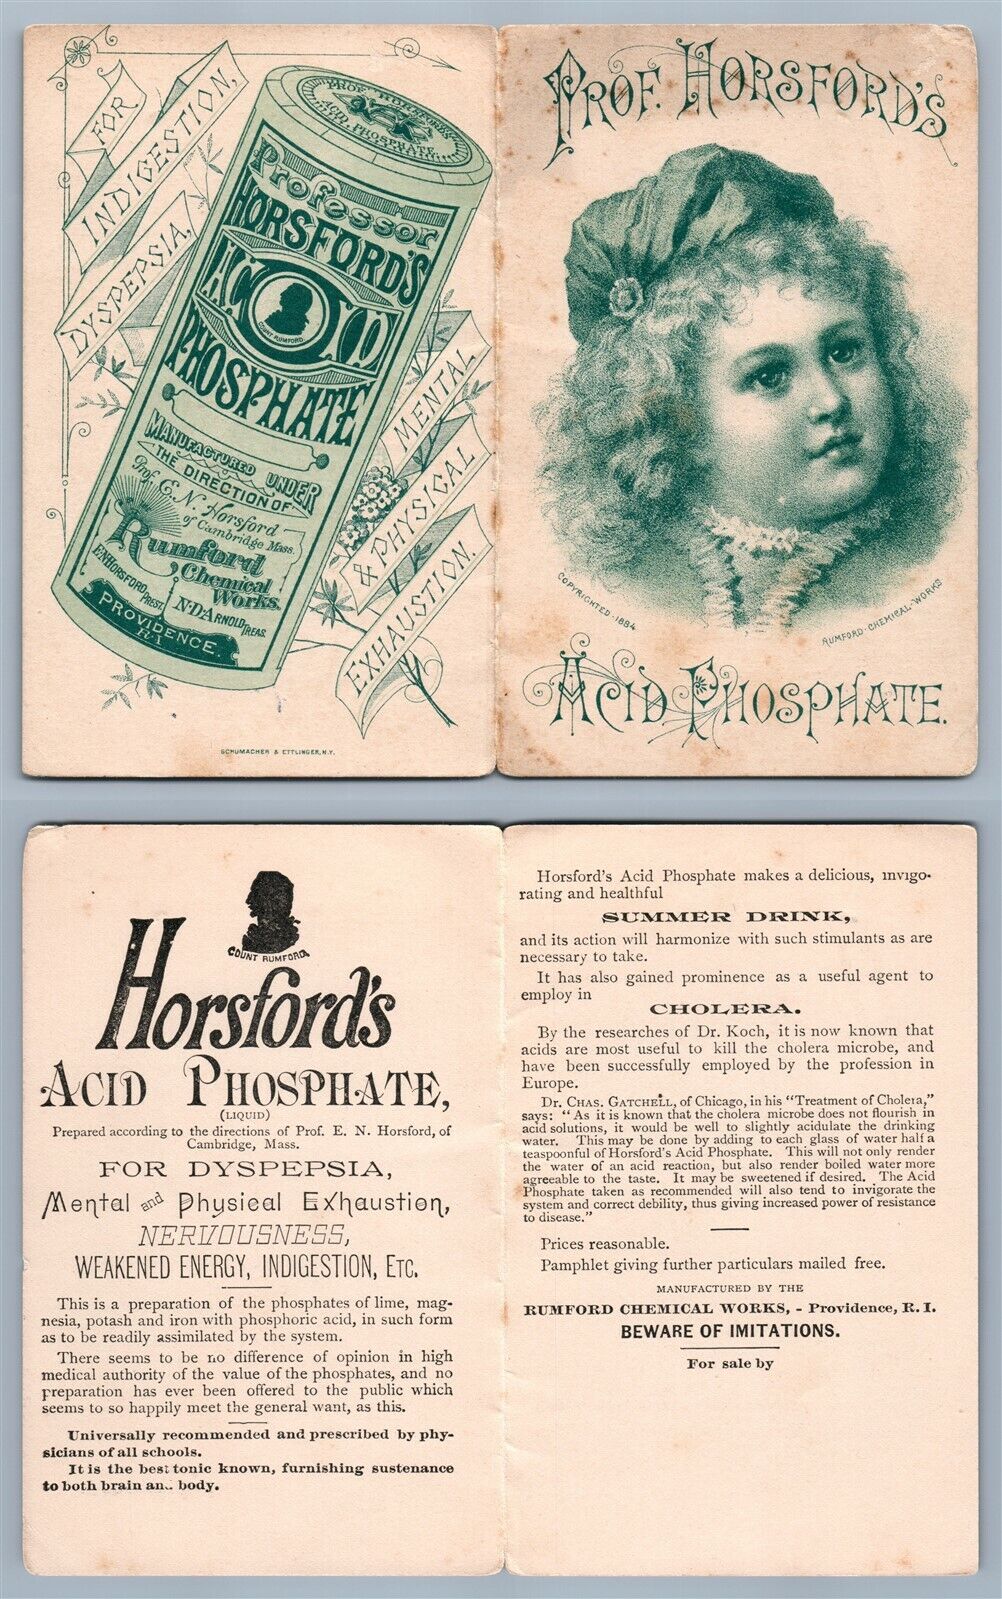 FOR
INDIGESTION,
DYSPEPSIA,
PROF. HORSFORD'S
ACID PHOSPHATE
Professor
HORSFORD'S
ACID
COUNT RUMFORD
PHOSPHATE
MANUFACTURED UNDER
THE DIRECTION OF
Prof. E. N. Horsford
of Cambridge Mass.
Rumford
Chemical
Works.
E.N. HORSFORD, PREST. N. D. ARNOLD TREAS.
PROVIDENCE.
R.I.
MENTAL
& PHYSICAL
EXHAUSTION.
SCHUMACHER & ETTLINGER, N.Y.
PROF. HORSFORD'S
COPYRIGHTED · 1884
RUMFORD · CHEMICAL · WORKS
ACID PHOSPHATE.
COUNT RUMFORD.
Horsford's
ACID PHOSPHATE,
(LIQUID)
Prepared according to the directions of Prof. E. N. Horsford, of
Cambridge, Mass.
FOR DYSPEPSIA,
Mental and Physical Exhaustion,
NERVOUSNESS,
WEAKENED ENERGY, INDIGESTION, ETC.
This is a preparation of the phosphates of lime, mag-
nesia, potash and iron with phosphoric acid, in such form
as to be readily assimilated by the system.
There seems to be no difference of opinion in high
medical authority of the value of the phosphates, and no
preparation has ever been offered to the public which
seems to so happily meet the general want, as this.
Universally recommended and prescribed by phy-
sicians of all schools.
It is the best tonic known, furnishing sustenance
to both brain and body.
Horsford's Acid Phosphate makes a delicious, invigo-
rating and healthful
SUMMER DRINK,
and its action will harmonize with such stimulants as are
necessary to take.
It has also gained prominence as a useful agent to
employ in
CHOLERA.
By the researches of Dr. Koch, it is now known that
acids are most useful to kill the cholera microbe, and
have been successfully employed by the profession in
Europe.
Dr. CHAS. GATCHELL, of Chicago, in his "Treatment of Cholera,"
says: "As it is known that the cholera microbe does not flourish in
acid solutions, it would be well to slightly acidulate the drinking
water. This may be done by adding to each glass of water half a
teaspoonful of Horsford's Acid Phosphate. This will not only render
the water of an acid reaction, but also render boiled water more
agreeable to the taste. It may be sweetened if desired. The Acid
Phosphate taken as recommended will also tend to invigorate the
system and correct debility, thus giving increased power of resistance
to disease."
Prices reasonable.
Pamphlet giving further particulars mailed free.
MANUFACTURED BY THE
RUMFORD CHEMICAL WORKS, - Providence, R. I.
BEWARE OF IMITATIONS.
For sale by